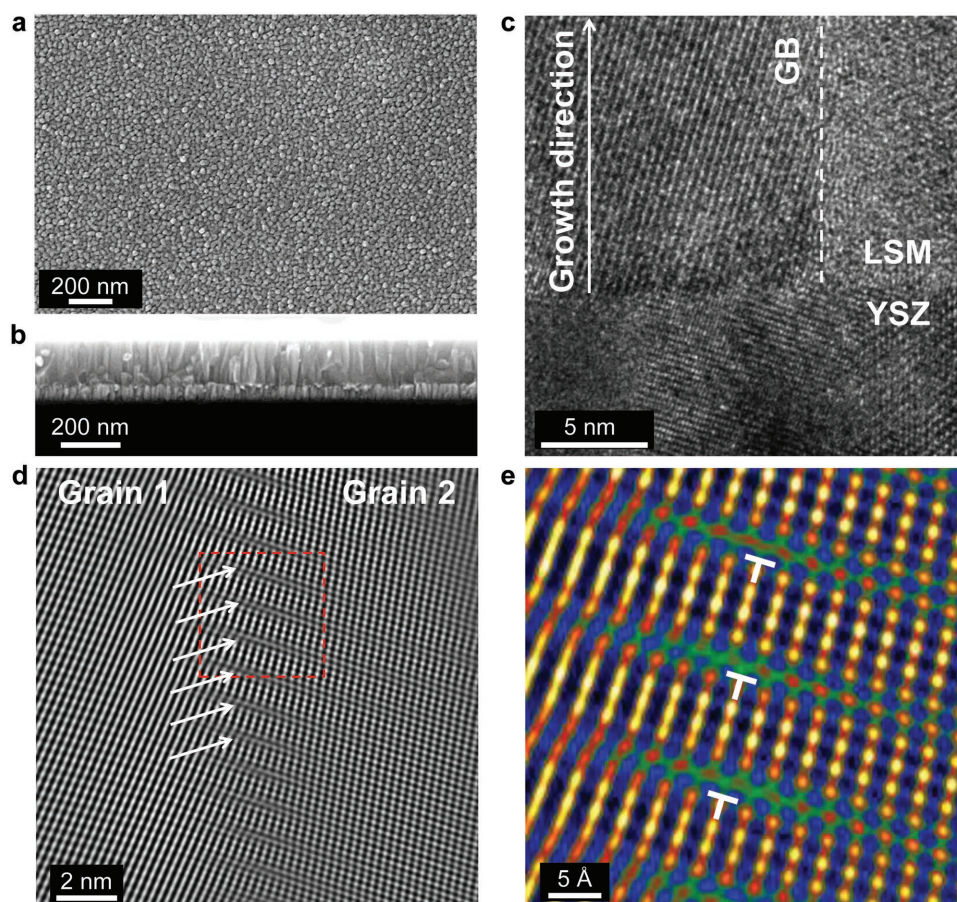 a
200 nm
b
200 nm
c
Growth direction
GB
LSM
YSZ
5 nm
d
Grain 1
Grain 2
2 nm
e
T
T
T
5 Å